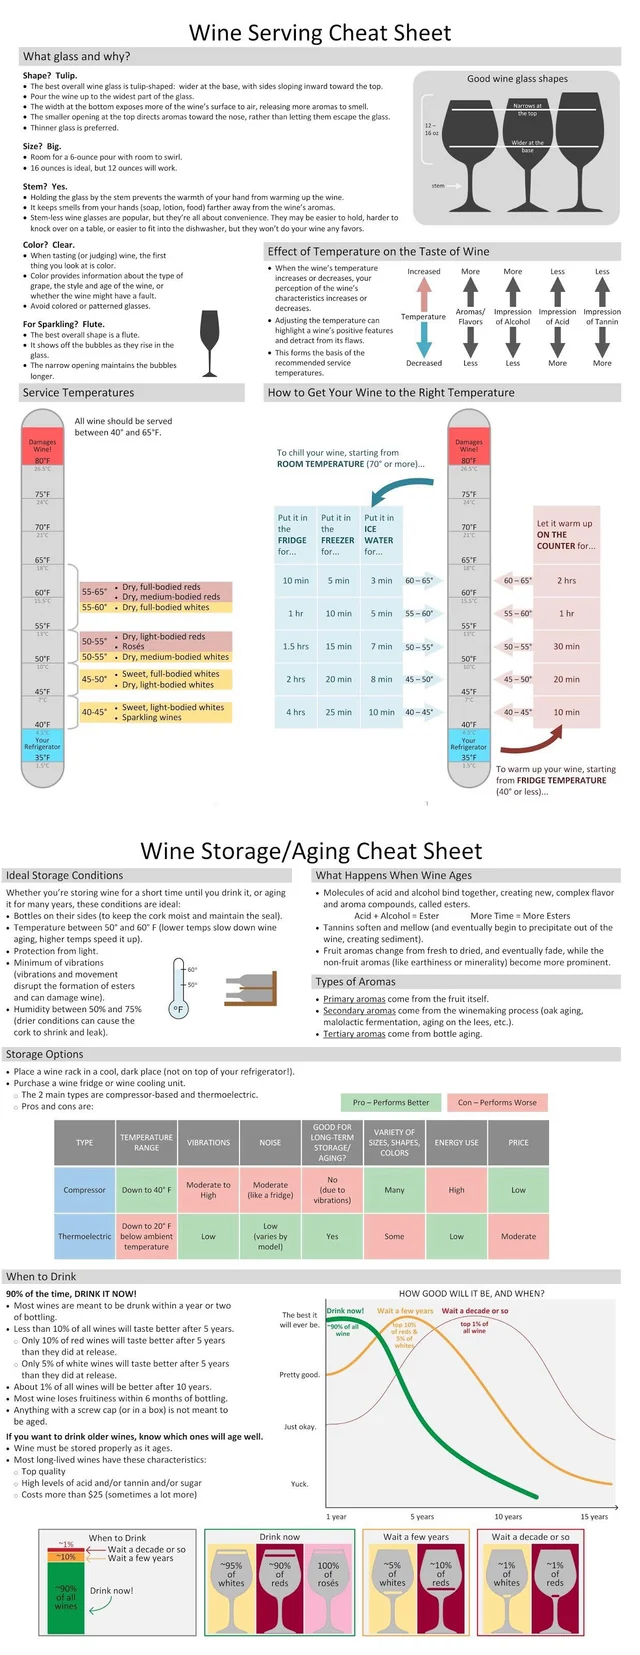 Wine Serving Cheat Sheet
What glass and why?
Shape? Tulip.
• The best overall wine glass is tulip-shaped: wider at the base, with sides sloping inward toward the top.
• Pour the wine up to the widest part of the glass.
• The width at the bottom exposes more of the wine's surface to air, releasing more aromas to smell.
• The smaller opening at the top directs aromas toward the nose, rather than letting them escape the glass.
• Thinner glass is preferred.
Size? Big.
• Room for a 6-ounce pour with room to swirl.
• 16 ounces is ideal, but 12 ounces will work.
Stem? Yes.
• Holding the glass by the stem prevents the warmth of your hand from warming up the wine.
• It keeps smells from your hands (soap, lotion, food) farther away from the wine's aromas.
• Stem-less wine glasses are popular, but they're all about convenience. They may be easier to hold, harder to
knock over on a table, or easier to fit into the dishwasher, but they won't do your wine any favors.
Good wine glass shapes
12 –
16 oz
Narrows at
the top
Wider at the
base
stem
Color? Clear.
• When tasting (or judging) wine, the first
thing you look at is color.
• Color provides information about the type of
grape, the style and age of the wine, or
whether the wine might have a fault.
• Avoid colored or patterned glasses.
For Sparkling? Flute.
• The best overall shape is a flute.
• It shows off the bubbles as they rise in the
glass.
• The narrow opening maintains the bubbles
longer.
Effect of Temperature on the Taste of Wine
• When the wine's temperature
increases or decreases, your
perception of the wine's
characteristics increases or
decreases.
• Adjusting the temperature can
highlight a wine's positive features
and detract from its flaws.
• This forms the basis of the
recommended service
temperatures.
Increased More More Less Less
Temperature Aromas/ Flavors Impression of Alcohol Impression of Acid Impression of Tannin
Decreased Less Less More More
Service Temperatures
All wine should be served
between 40° and 65°F.
Damages
Wine!
80°F
26.5°C
75°F
24°C
70°F
21°C
65°F
18°C
60°F
15.5°C
55°F
13°C
50°F
10°C
45°F
7°C
40°F
4.5°C
Your
Refrigerator
35°F
1.5°C
55-65° • Dry, full-bodied reds
• Dry, medium-bodied reds
55-60° • Dry, full-bodied whites
50-55° • Dry, light-bodied reds
• Rosés
50-55° • Dry, medium-bodied whites
45-50° • Sweet, full-bodied whites
• Dry, light-bodied whites
40-45° • Sweet, light-bodied whites
• Sparkling wines
How to Get Your Wine to the Right Temperature
To chill your wine, starting from
ROOM TEMPERATURE (70° or more)...
Put it in the FRIDGE for... Put it in the FREEZER for... Put it in ICE WATER for...
10 min 5 min 3 min 60 – 65°
1 hr 10 min 5 min 55 – 60°
1.5 hrs 15 min 7 min 50 – 55°
2 hrs 20 min 8 min 45 – 50°
4 hrs 25 min 10 min 40 – 45°
Damages
Wine!
80°F
26.5°C
75°F
24°C
70°F
21°C
65°F
18°C
60°F
15.5°C
55°F
13°C
50°F
10°C
45°F
7°C
40°F
4.5°C
Your
Refrigerator
35°F
1.5°C
Let it warm up
ON THE
COUNTER for...
60 – 65° 2 hrs
55 – 60° 1 hr
50 – 55° 30 min
45 – 50° 20 min
40 – 45° 10 min
To warm up your wine, starting
from FRIDGE TEMPERATURE
(40° or less)...
Wine Storage/Aging Cheat Sheet
Ideal Storage Conditions
Whether you're storing wine for a short time until you drink it, or aging
it for many years, these conditions are ideal:
• Bottles on their sides (to keep the cork moist and maintain the seal).
• Temperature between 50° and 60° F (lower temps slow down wine
aging, higher temps speed it up).
• Protection from light.
• Minimum of vibrations
(vibrations and movement
disrupt the formation of esters
and can damage wine).
• Humidity between 50% and 75%
(drier conditions can cause the
cork to shrink and leak).
60°
50°
°F
What Happens When Wine Ages
• Molecules of acid and alcohol bind together, creating new, complex flavor
and aroma compounds, called esters.
Acid + Alcohol = Ester More Time = More Esters
• Tannins soften and mellow (and eventually begin to precipitate out of the
wine, creating sediment).
• Fruit aromas change from fresh to dried, and eventually fade, while the
non-fruit aromas (like earthiness or minerality) become more prominent.
Types of Aromas
• Primary aromas come from the fruit itself.
• Secondary aromas come from the winemaking process (oak aging,
malolactic fermentation, aging on the lees, etc.).
• Tertiary aromas come from bottle aging.
Storage Options
• Place a wine rack in a cool, dark place (not on top of your refrigerator!).
• Purchase a wine fridge or wine cooling unit.
o The 2 main types are compressor-based and thermoelectric.
o Pros and cons are:
Pro – Performs Better
Con – Performs Worse
TYPE TEMPERATURE RANGE VIBRATIONS NOISE GOOD FOR LONG-TERM STORAGE/ AGING? VARIETY OF SIZES, SHAPES, COLORS ENERGY USE PRICE
Compressor Down to 40° F Moderate to High Moderate (like a fridge) No (due to vibrations) Many High Low
Thermoelectric Down to 20° F below ambient temperature Low Low (varies by model) Yes Some Low Moderate
When to Drink
90% of the time, DRINK IT NOW!
• Most wines are meant to be drunk within a year or two
of bottling.
• Less than 10% of all wines will taste better after 5 years.
o Only 10% of red wines will taste better after 5 years
than they did at release.
o Only 5% of white wines will taste better after 5 years
than they did at release.
• About 1% of all wines will be better after 10 years.
• Most wine loses fruitiness within 6 months of bottling.
• Anything with a screw cap (or in a box) is not meant to
be aged.
If you want to drink older wines, know which ones will age well.
• Wine must be stored properly as it ages.
• Most long-lived wines have these characteristics:
o Top quality
o High levels of acid and/or tannin and/or sugar
o Costs more than $25 (sometimes a lot more)
HOW GOOD WILL IT BE, AND WHEN?
The best it
will ever be.
Pretty good.
Just okay.
Yuck.
Drink now!
~90% of all
wine
Wait a few years
top 10%
of reds &
5% of
whites
Wait a decade or so
top 1% of
all wine
1 year 5 years 10 years 15 years
When to Drink
~1%
Wait a decade or so
~10%
Wait a few years
~90%
of all
wines
Drink now!
Drink now
~95%
of
whites
~90%
of
reds
100%
of
rosés
Wait a few years
~5%
of
whites
~10%
of
reds
Wait a decade or so
~1%
of
whites
~1%
of
reds